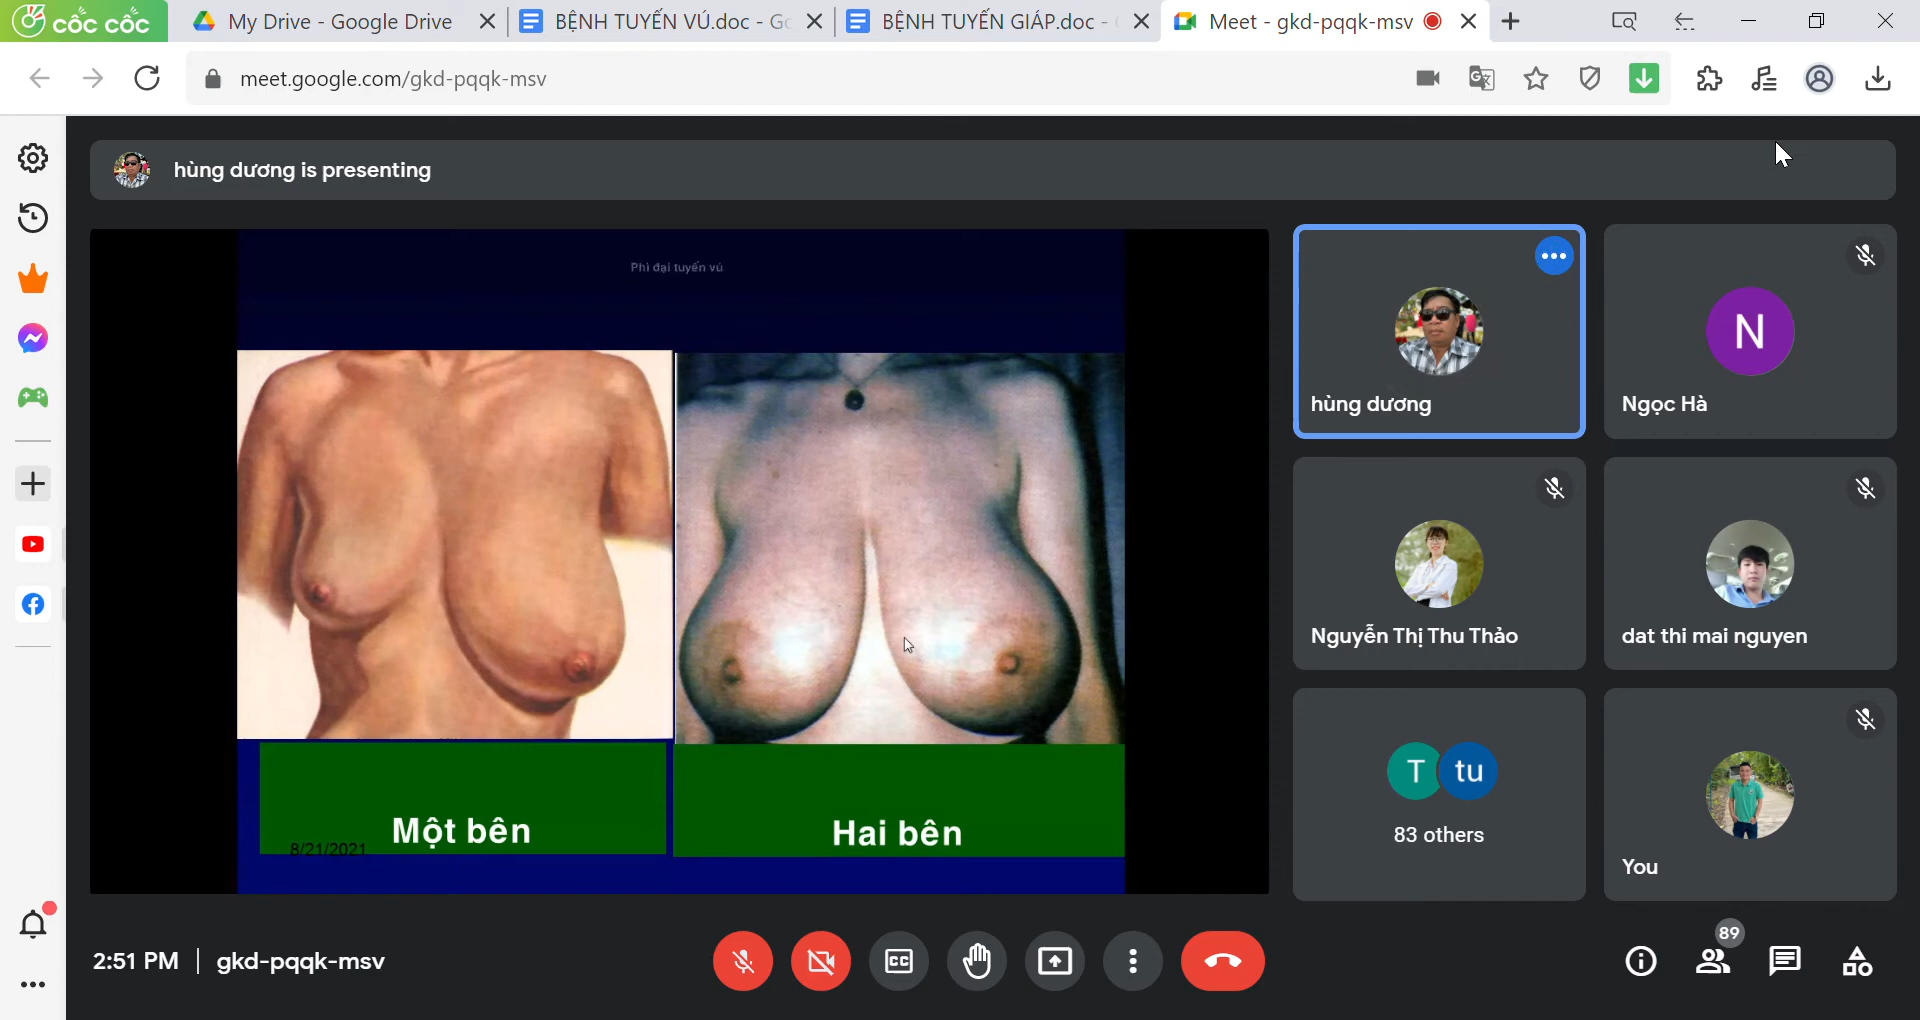 cốc cốc
My Drive - Google Drive
BỆNH TUYẾN VÚ.doc - Go
BỆNH TUYẾN GIÁP.doc -
Meet - gkd-pqqk-msv
meet.google.com/gkd-pqqk-msv
hùng dương is presenting
Phì đại tuyến vú
Một bên
Hai bên
8/21/2021
hùng dương
N
Ngọc Hà
Nguyễn Thị Thu Thảo
dat thi mai nguyen
T
tu
83 others
You
2:51 PM
gkd-pqqk-msv
CC
89